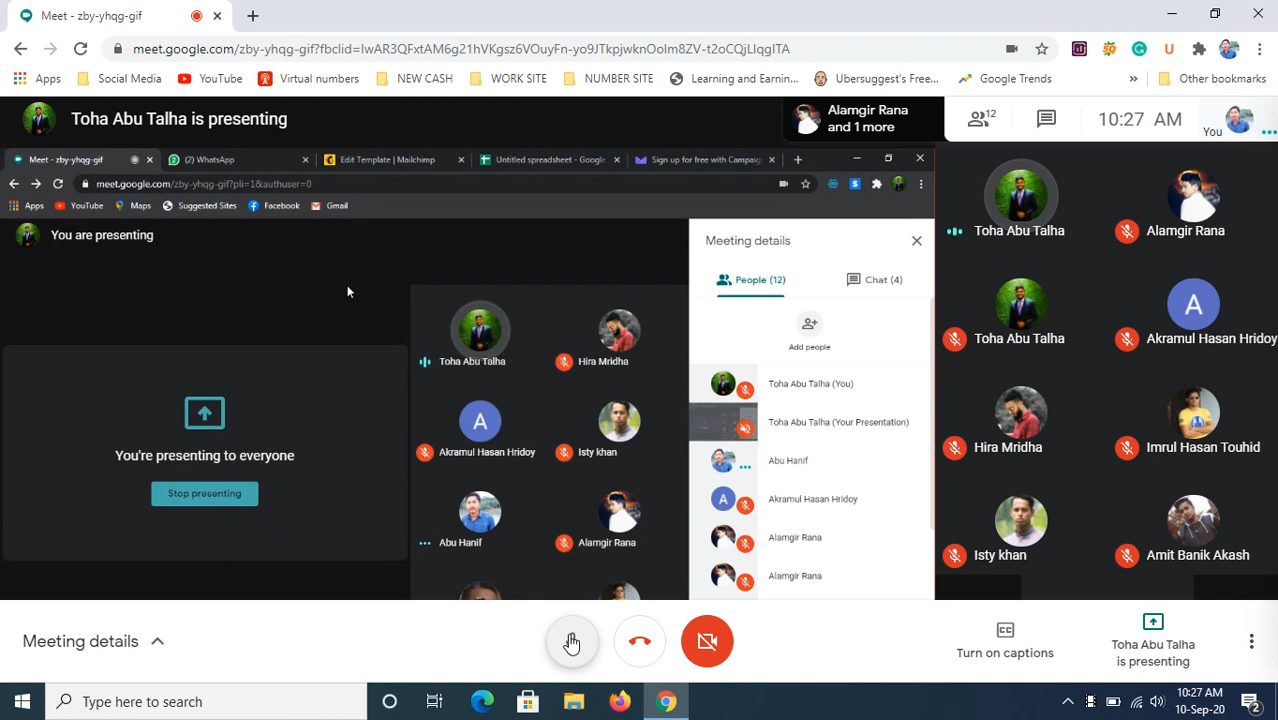 Meet - zby-yhqg-gif
meet.google.com/zby-yhqg-gif?fbclid=IwAR3QFxtAM6g21hVKgsz6VOuyFn-yo9JTkpjwknOolm8ZV-t2oCQjLIqgITA
Apps
Social Media
YouTube
Virtual numbers
NEW CASH
WORK SITE
NUMBER SITE
Learning and Earnin...
Ubersuggest's Free...
Google Trends
Other bookmarks
Toha Abu Talha is presenting
Alamgir Rana
and 1 more
12
10:27 AM
You
Meet - zby-yhqg-gif
(2) WhatsApp
Edit Template | Mailchimp
Untitled spreadsheet - Google
Sign up for free with Campaig
meet.google.com/zby-yhqg-gif?pli=1&authuser=0
Apps
YouTube
Maps
Suggested Sites
Facebook
Gmail
You are presenting
You're presenting to everyone
Stop presenting
Toha Abu Talha
Hira Mridha
A
Akramul Hasan Hridoy
Isty khan
Abu Hanif
Alamgir Rana
Meeting details
People (12)
Chat (4)
Add people
Toha Abu Talha (You)
Toha Abu Talha (Your Presentation)
Abu Hanif
A
Akramul Hasan Hridoy
Alamgir Rana
Alamgir Rana
Toha Abu Talha
Alamgir Rana
Toha Abu Talha
A
Akramul Hasan Hridoy
Hira Mridha
Imrul Hasan Touhid
Isty khan
Amit Banik Akash
Meeting details
CC
Turn on captions
Toha Abu Talha
is presenting
Type here to search
10:27 AM
10-Sep-20
2